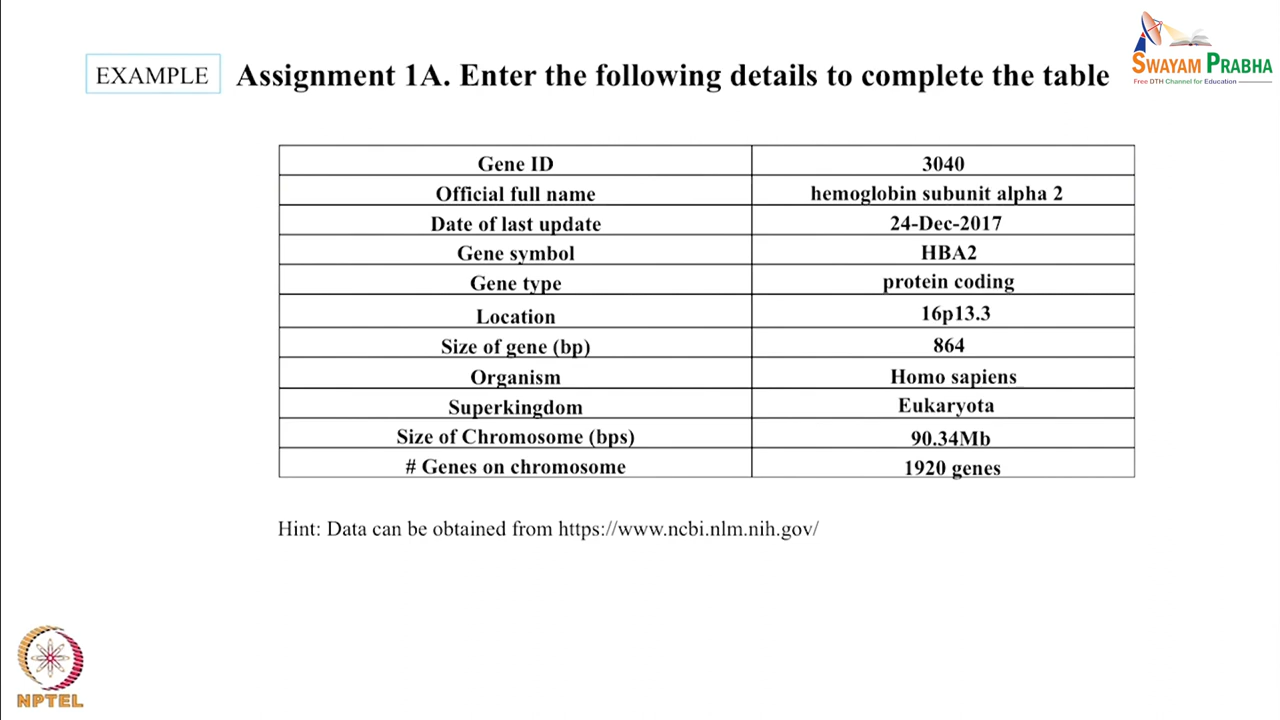 SWAYAM PRABHA
Free DTH Channel for Education
EXAMPLE Assignment 1A. Enter the following details to complete the table
Gene ID 3040
Official full name hemoglobin subunit alpha 2
Date of last update 24-Dec-2017
Gene symbol HBA2
Gene type protein coding
Location 16p13.3
Size of gene (bp) 864
Organism Homo sapiens
Superkingdom Eukaryota
Size of Chromosome (bps) 90.34Mb
# Genes on chromosome 1920 genes
Hint: Data can be obtained from https://www.ncbi.nlm.nih.gov/
NPTEL